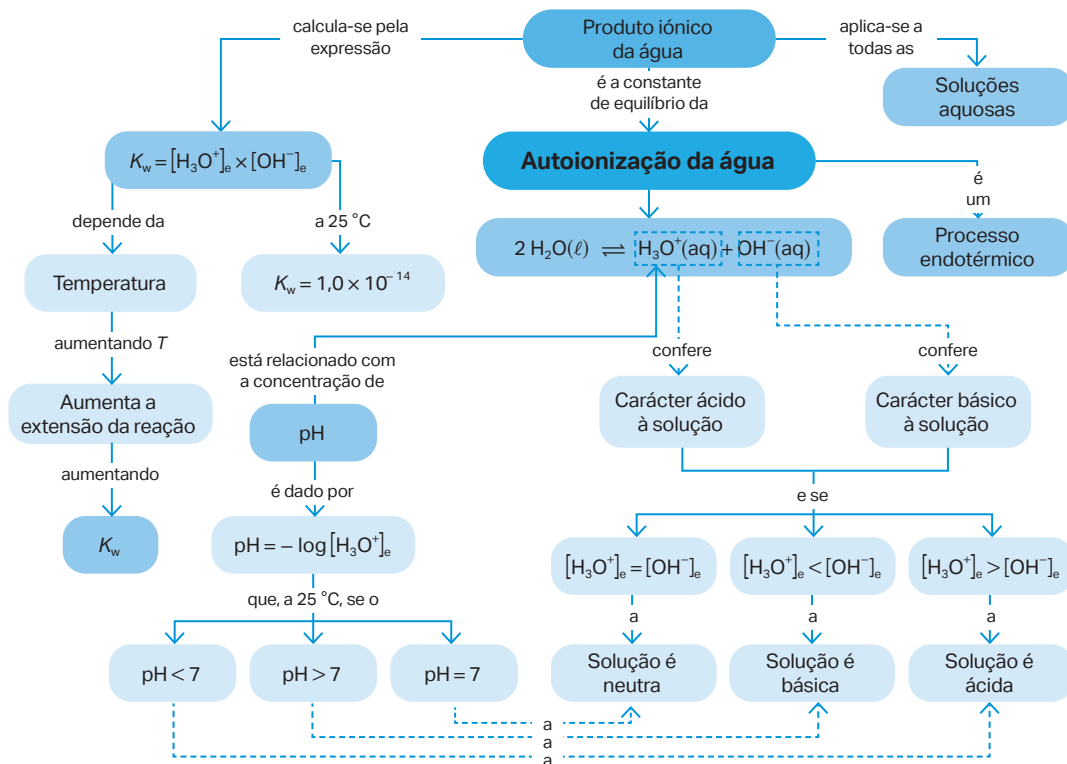 Produto iónico
da água
calcula-se pela
expressão
aplica-se a
todas as
é a constante
de equilíbrio da
Soluções
aquosas
K_w = [H₃O⁺]ₑ × [OH⁻]ₑ
Autoionização da água
é
um
depende da
a 25 °C
2 H₂O(ℓ) ⇌ H₃O⁺(aq) + OH⁻(aq)
Processo
endotérmico
Temperatura
K_w = 1,0 × 10⁻¹⁴
aumentando T
está relacionado com
a concentração de
confere
confere
Aumenta a
extensão da reação
pH
Carácter ácido
à solução
Carácter básico
à solução
aumentando
é dado por
e se
K_w
pH = − log [H₃O⁺]ₑ
[H₃O⁺]ₑ = [OH⁻]ₑ
[H₃O⁺]ₑ < [OH⁻]ₑ
[H₃O⁺]ₑ > [OH⁻]ₑ
que, a 25 °C, se o
a
a
a
pH < 7
pH > 7
pH = 7
Solução é
neutra
Solução é
básica
Solução é
ácida
a
a
a